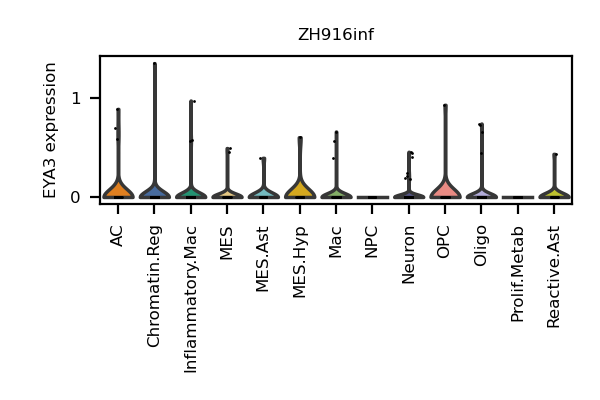 ZH916inf
EYA3 expression
1
0
AC
Chromatin.Reg
Inflammatory.Mac
MES
MES.Ast
MES.Hyp
Mac
NPC
Neuron
OPC
Oligo
Prolif.Metab
Reactive.Ast